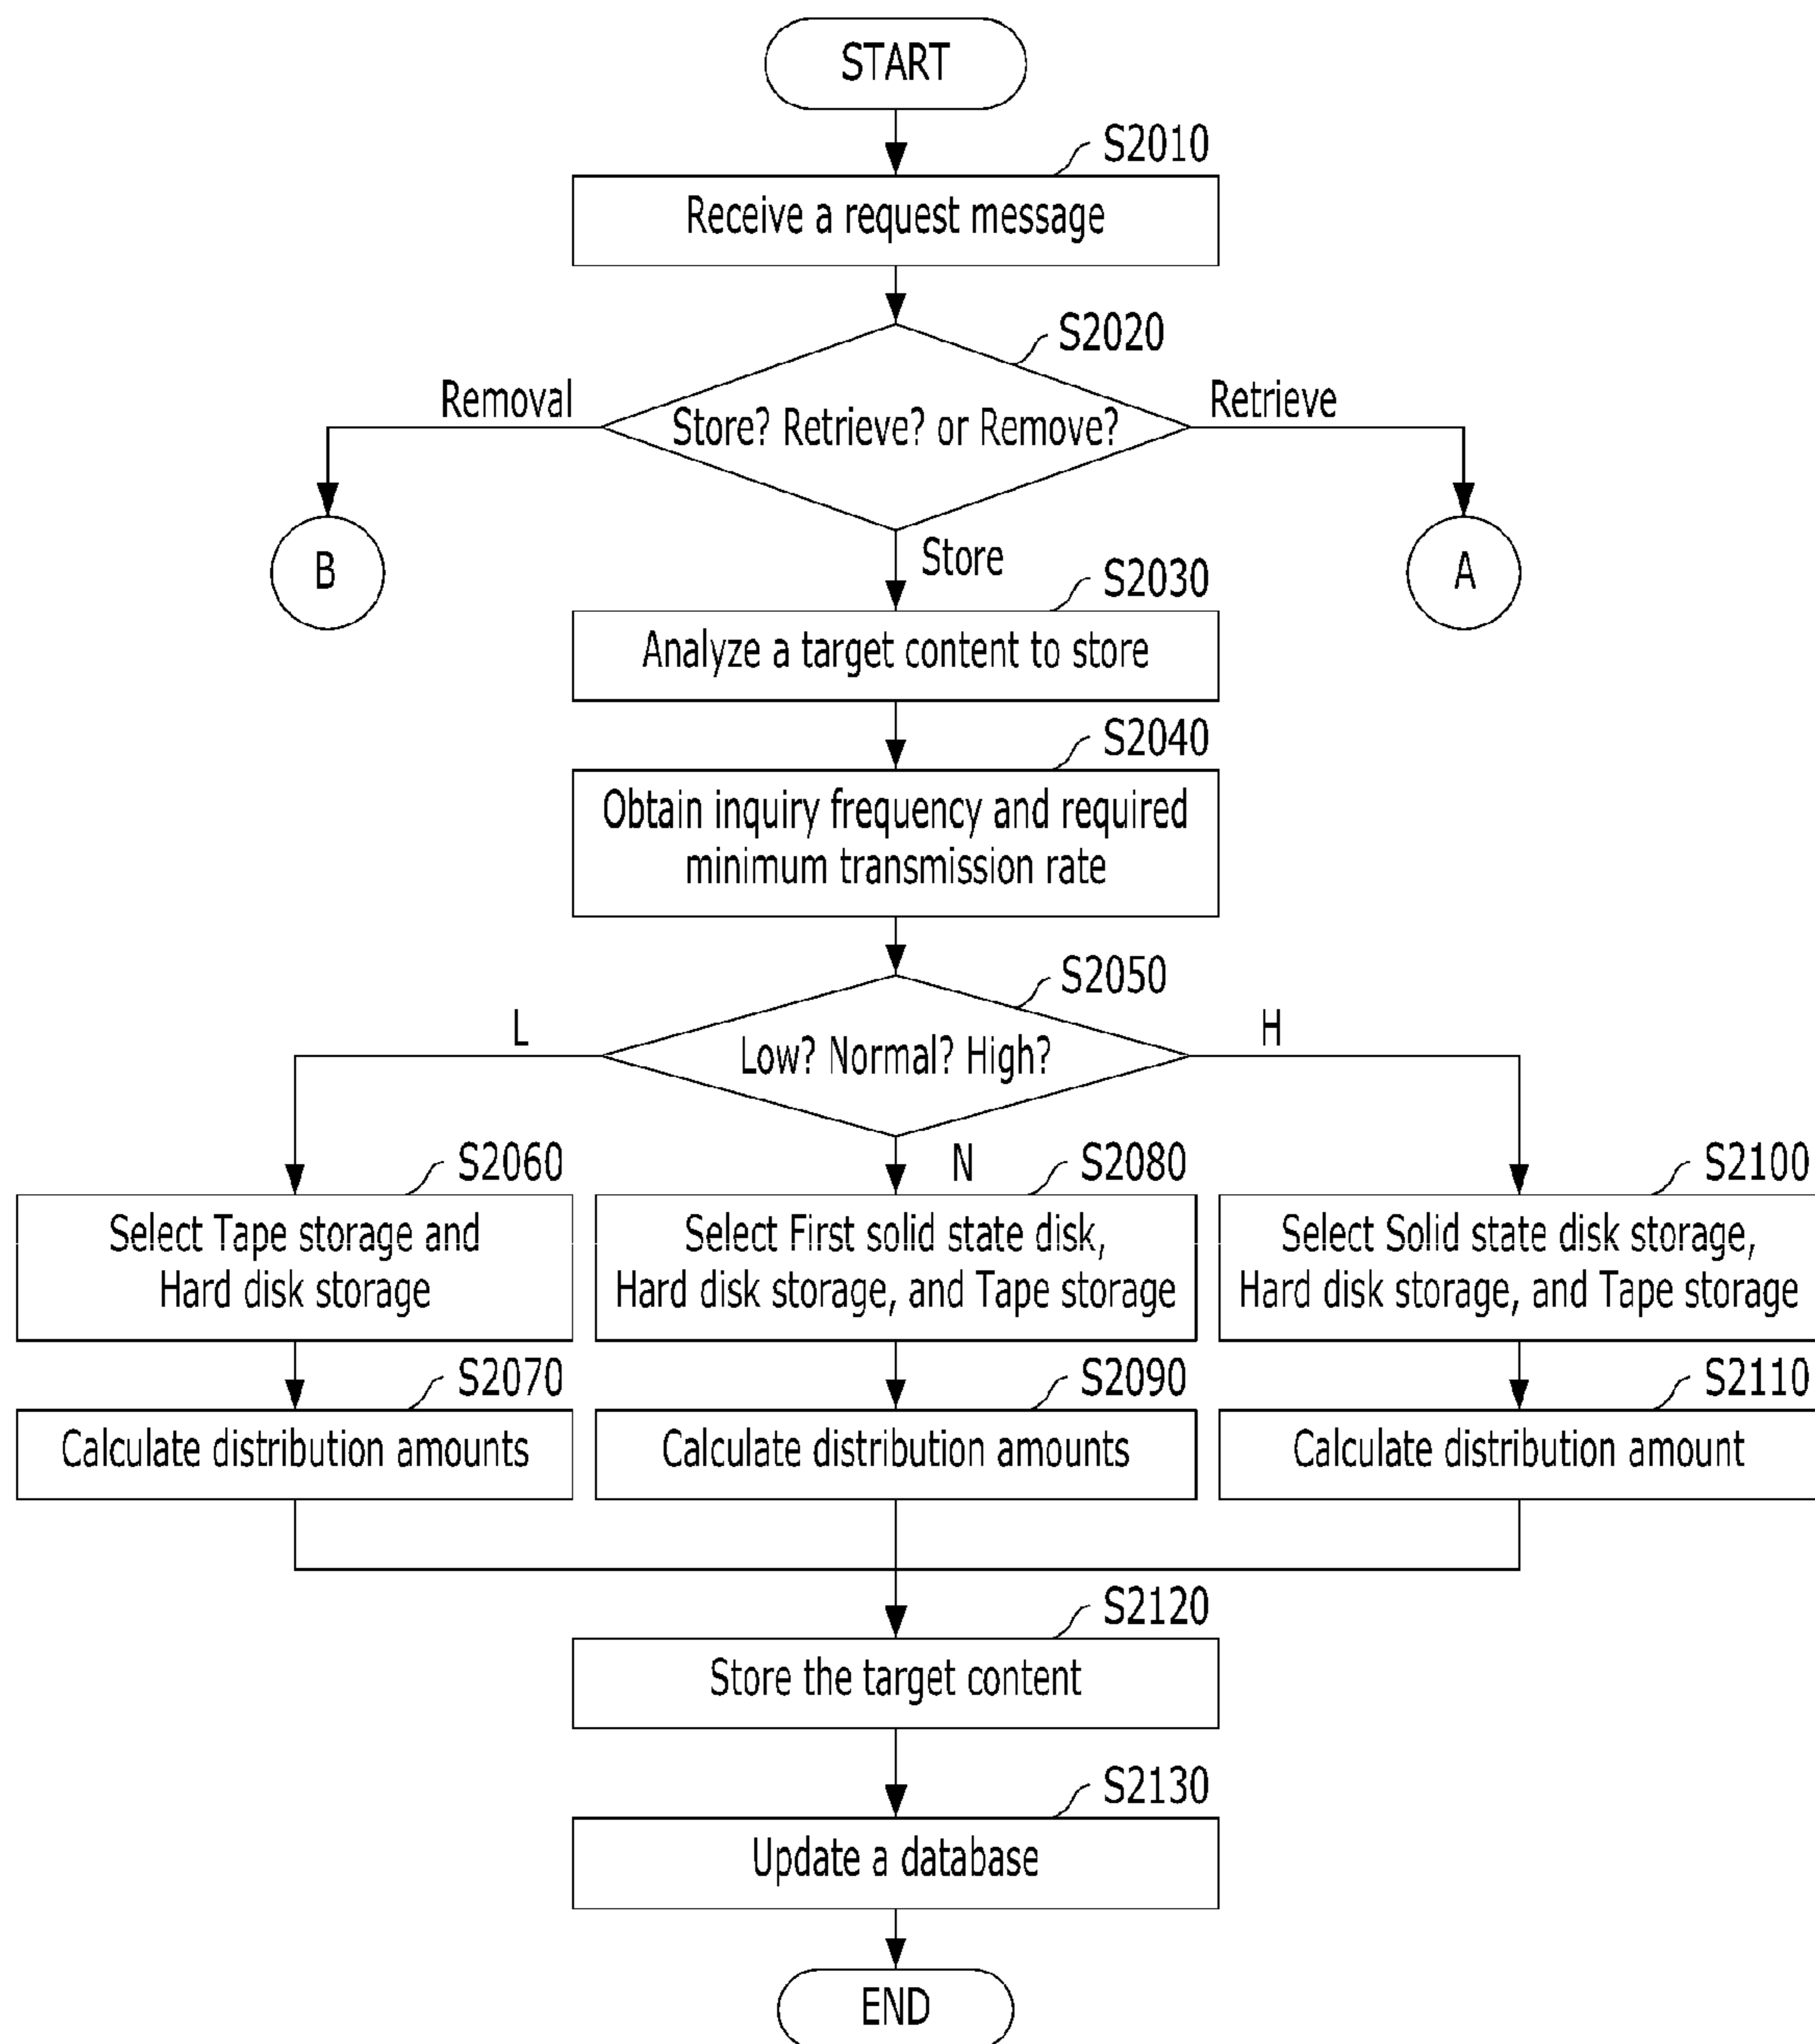 START
S2010
Receive a request message
S2020
Removal
Store? Retrieve? or Remove?
Retrieve
B
Store
A
S2030
Analyze a target content to store
S2040
Obtain inquiry frequency and required
minimum transmission rate
S2050
L
Low? Normal? High?
H
N
S2060
Select Tape storage and
Hard disk storage
S2080
Select First solid state disk,
Hard disk storage, and Tape storage
S2100
Select Solid state disk storage,
Hard disk storage, and Tape storage
S2070
Calculate distribution amounts
S2090
Calculate distribution amounts
S2110
Calculate distribution amount
S2120
Store the target content
S2130
Update a database
END